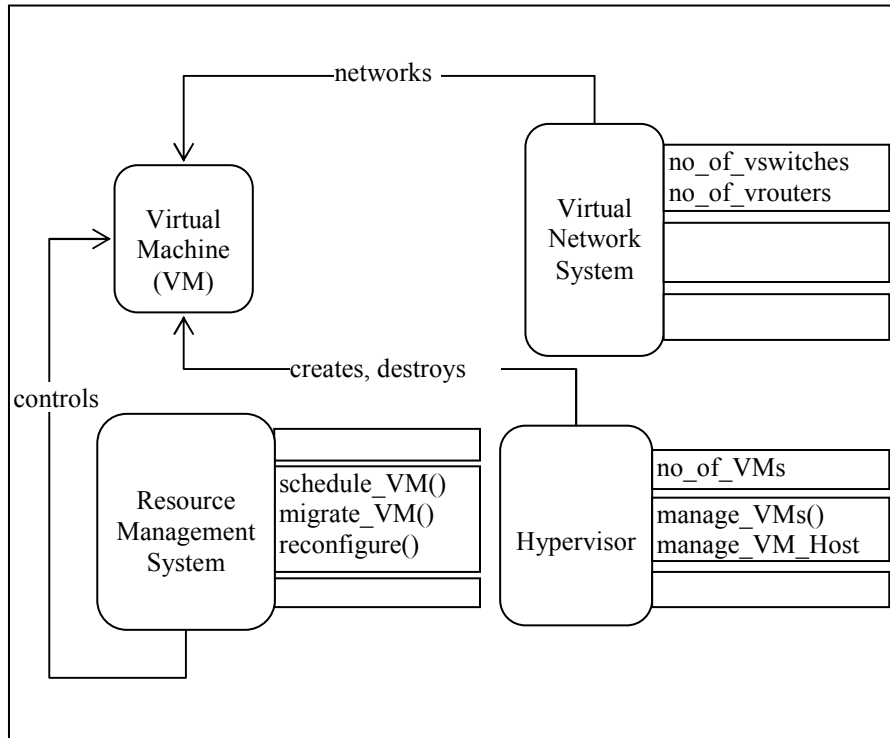 networks
Virtual
Machine
(VM)
Virtual
Network
System
no_of_vswitches
no_of_vrouters
creates, destroys
controls
Resource
Management
System
schedule_VM()
migrate_VM()
reconfigure()
Hypervisor
no_of_VMs
manage_VMs()
manage_VM_Host